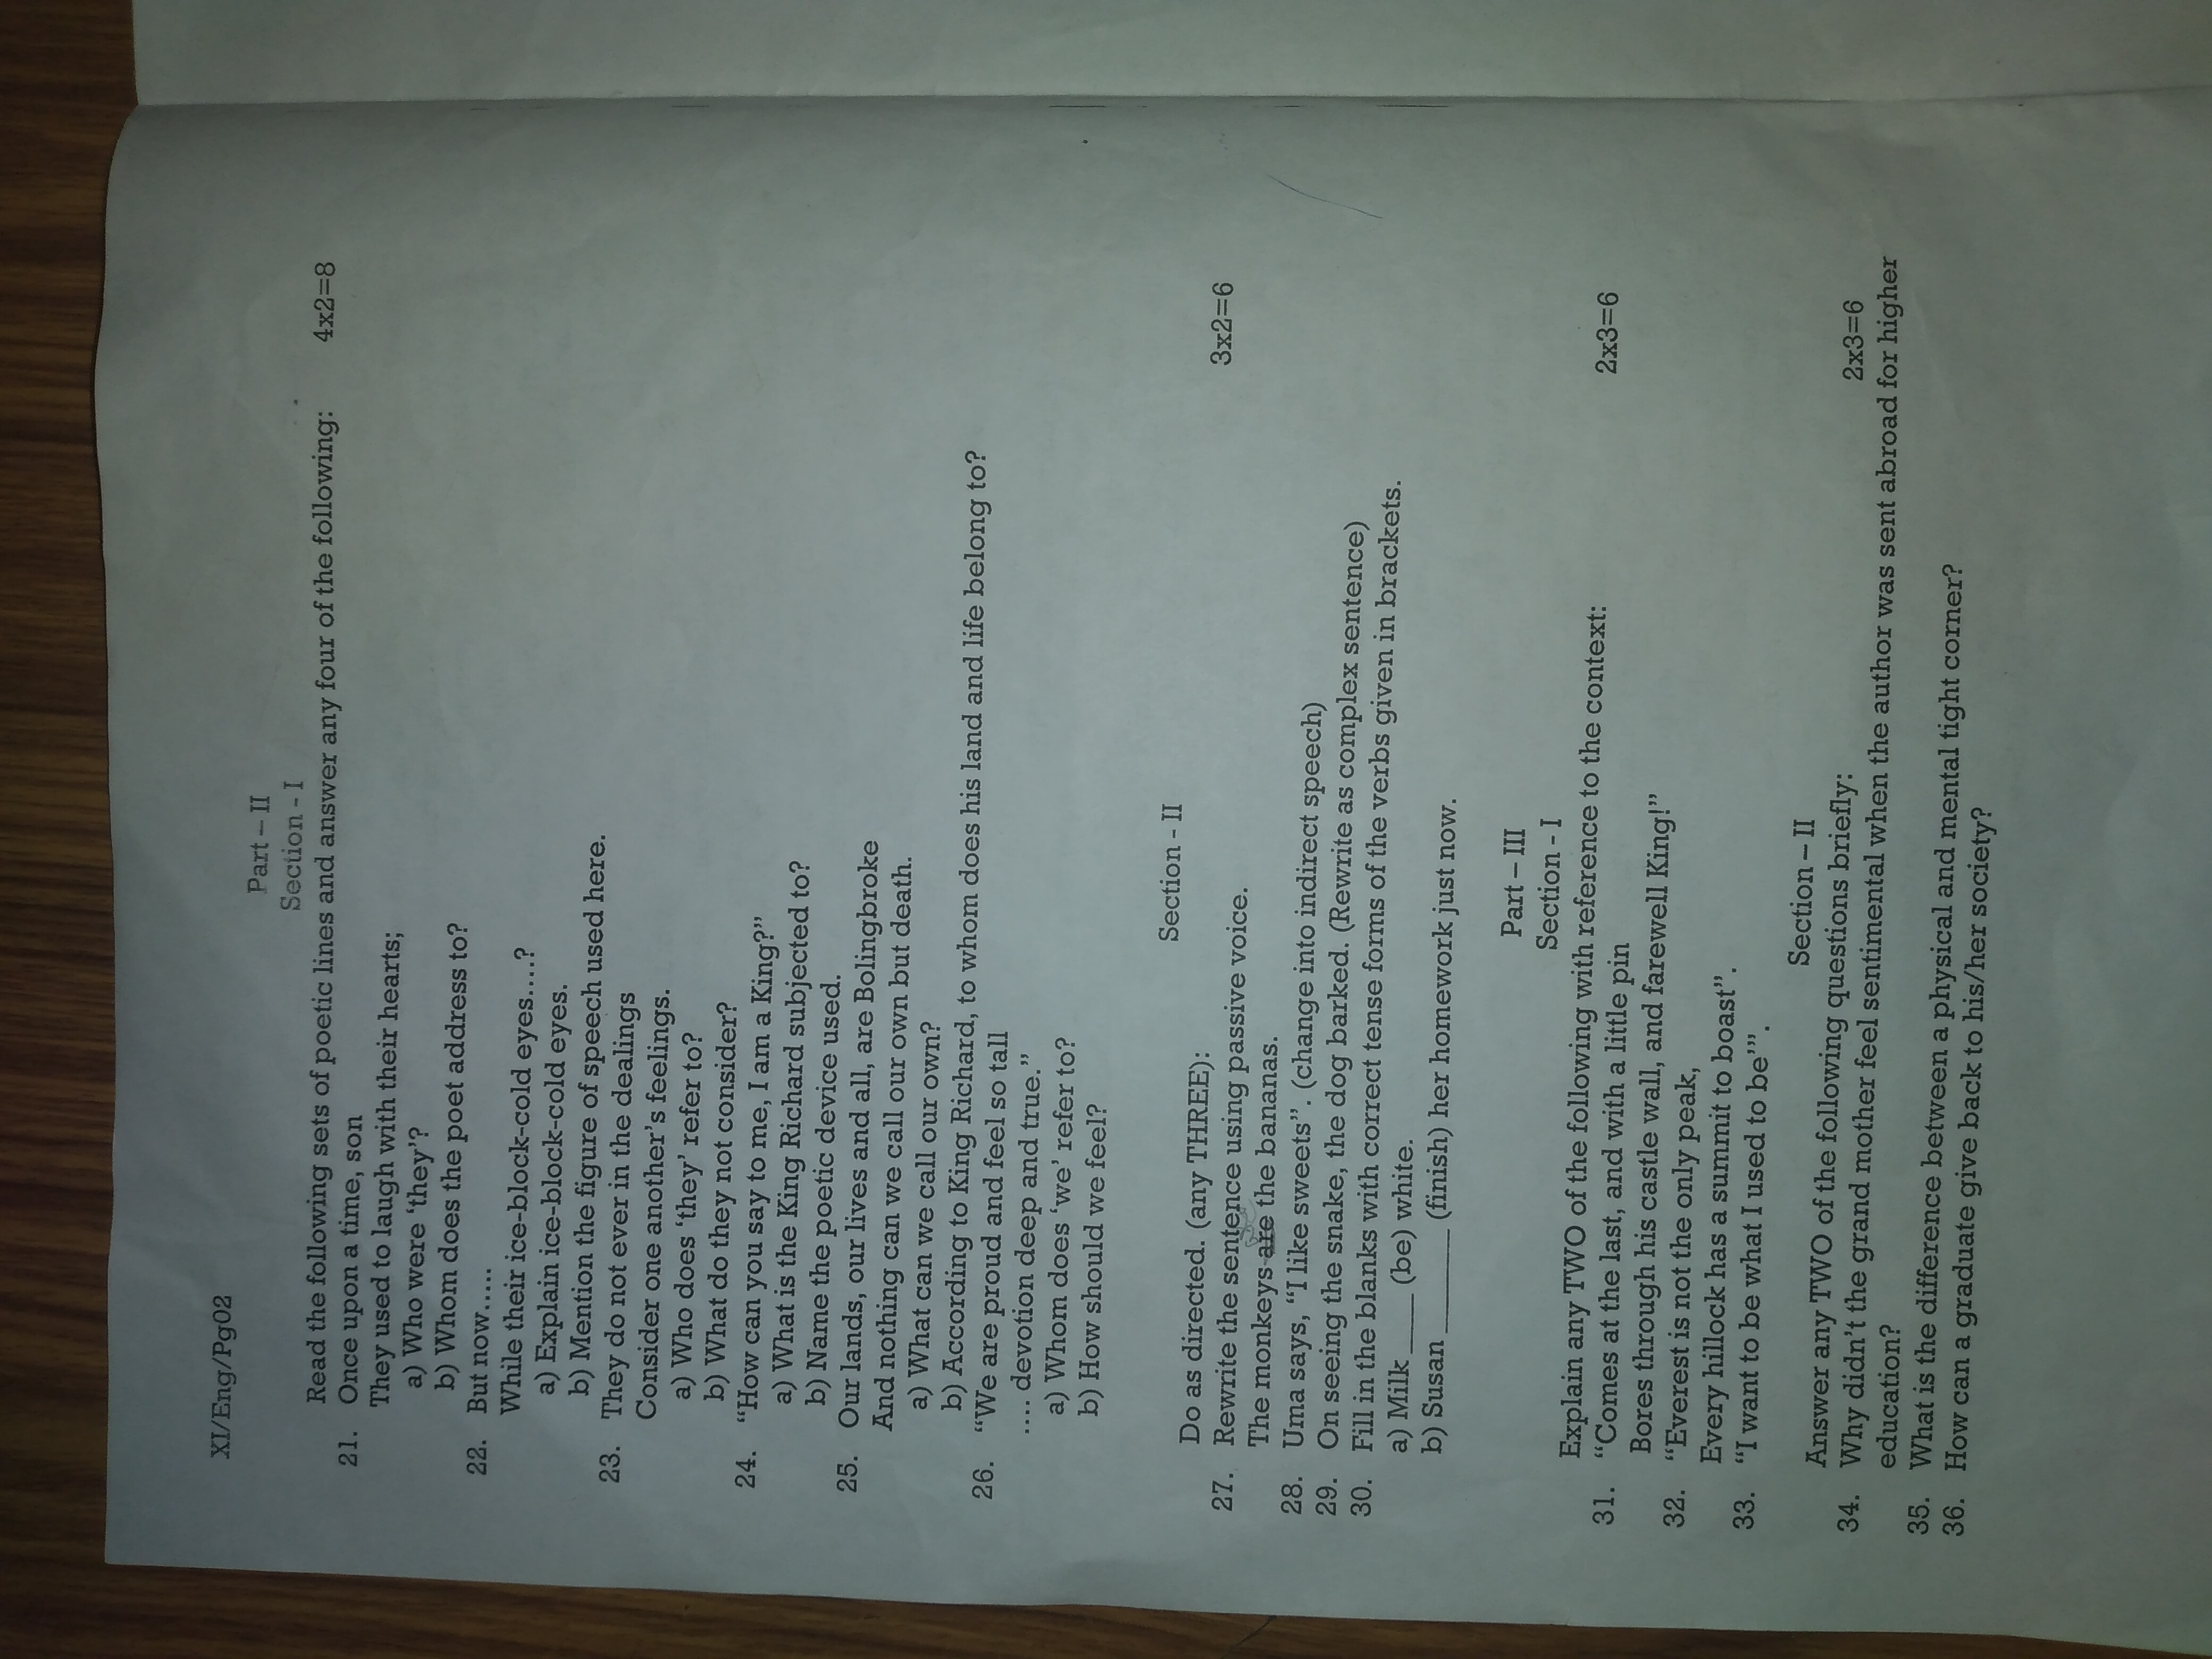 XI/Eng/Pg02
Part – II
Section - I
Read the following sets of poetic lines and answer any four of the following: 4x2=8
21. Once upon a time, son
They used to laugh with their hearts;
a) Who were ‘they’?
b) Whom does the poet address to?
22. But now.....
While their ice-block-cold eyes....?
a) Explain ice-block-cold eyes.
b) Mention the figure of speech used here.
23. They do not ever in the dealings
Consider one another’s feelings.
a) Who does ‘they’ refer to?
b) What do they not consider?
24. “How can you say to me, I am a King?”
a) What is the King Richard subjected to?
b) Name the poetic device used.
25. Our lands, our lives and all, are Bolingbroke
And nothing can we call our own but death.
a) What can we call our own?
b) According to King Richard, to whom does his land and life belong to?
26. “We are proud and feel so tall
.... devotion deep and true.”
a) Whom does ‘we’ refer to?
b) How should we feel?
Section - II
Do as directed. (any THREE): 3x2=6
27. Rewrite the sentence using passive voice.
The monkeys are the bananas.
28. Uma says, “I like sweets”. (change into indirect speech)
29. On seeing the snake, the dog barked. (Rewrite as complex sentence)
30. Fill in the blanks with correct tense forms of the verbs given in brackets.
a) Milk ____ (be) white.
b) Susan _______ (finish) her homework just now.
Part – III
Section - I
Explain any TWO of the following with reference to the context: 2x3=6
31. “Comes at the last, and with a little pin
Bores through his castle wall, and farewell King!”
32. “Everest is not the only peak,
Every hillock has a summit to boast”.
33. “I want to be what I used to be’”.
Section – II
Answer any TWO of the following questions briefly: 2x3=6
34. Why didn’t the grand mother feel sentimental when the author was sent abroad for higher
education?
35. What is the difference between a physical and mental tight corner?
36. How can a graduate give back to his/her society?